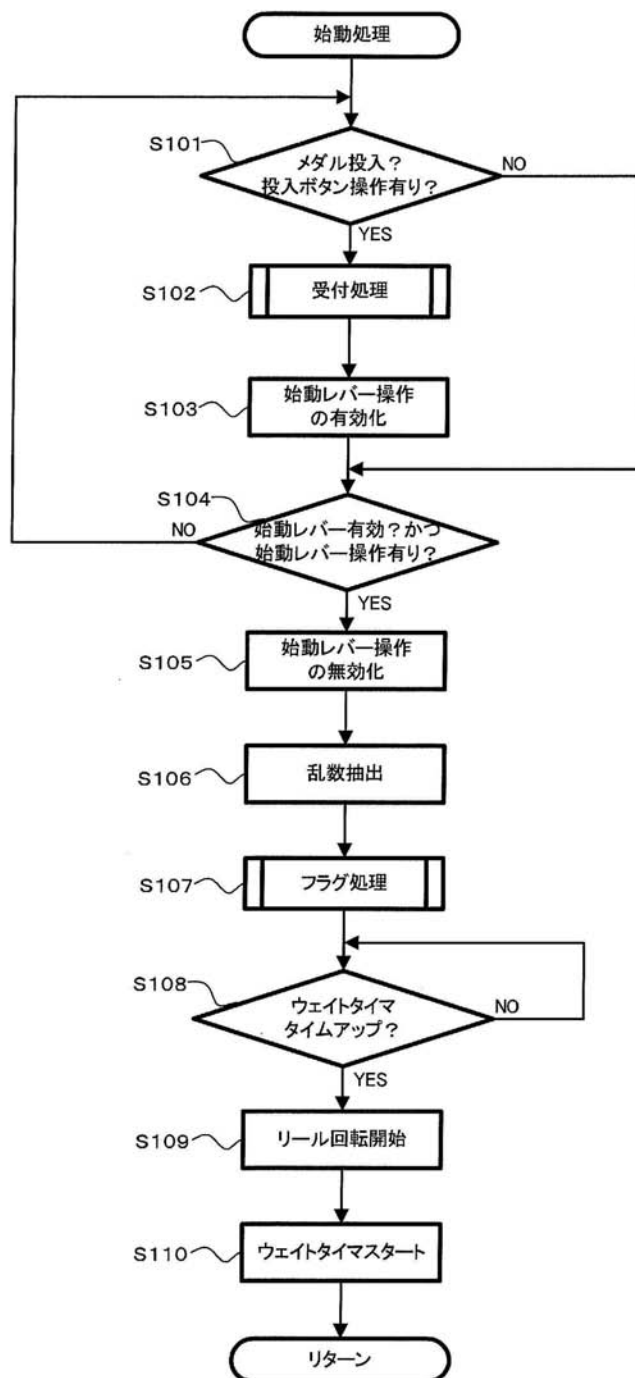 始動処理
S101
メダル投入?
投入ボタン操作有り?
NO
YES
S102
受付処理
S103
始動レバー操作
の有効化
S104
始動レバー有効?かつ
始動レバー操作有り?
NO
YES
S105
始動レバー操作
の無効化
S106
乱数抽出
S107
フラグ処理
S108
ウェイトタイマ
タイムアップ?
NO
YES
S109
リール回転開始
S110
ウェイトタイマスタート
リターン